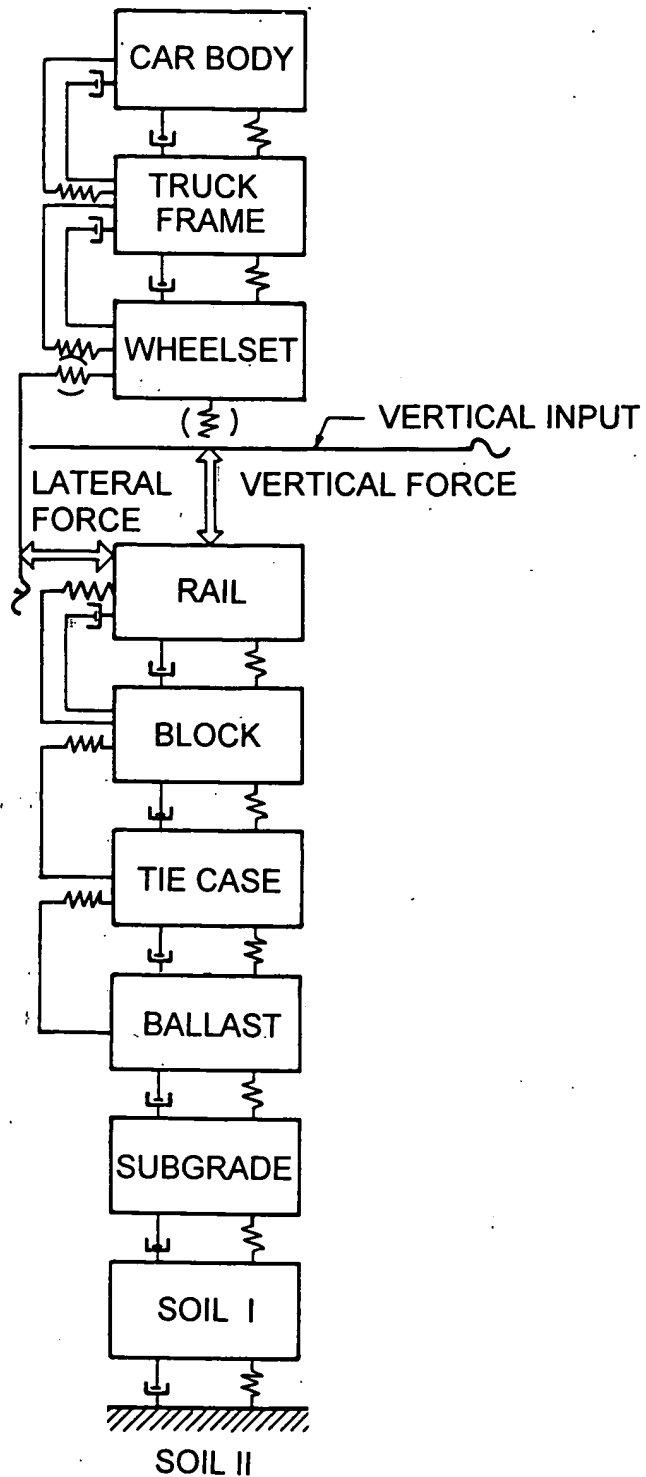 CAR BODY
TRUCK
FRAME
WHEELSET
VERTICAL INPUT
LATERAL
FORCE
VERTICAL FORCE
RAIL
BLOCK
TIE CASE
BALLAST
SUBGRADE
SOIL I
SOIL II